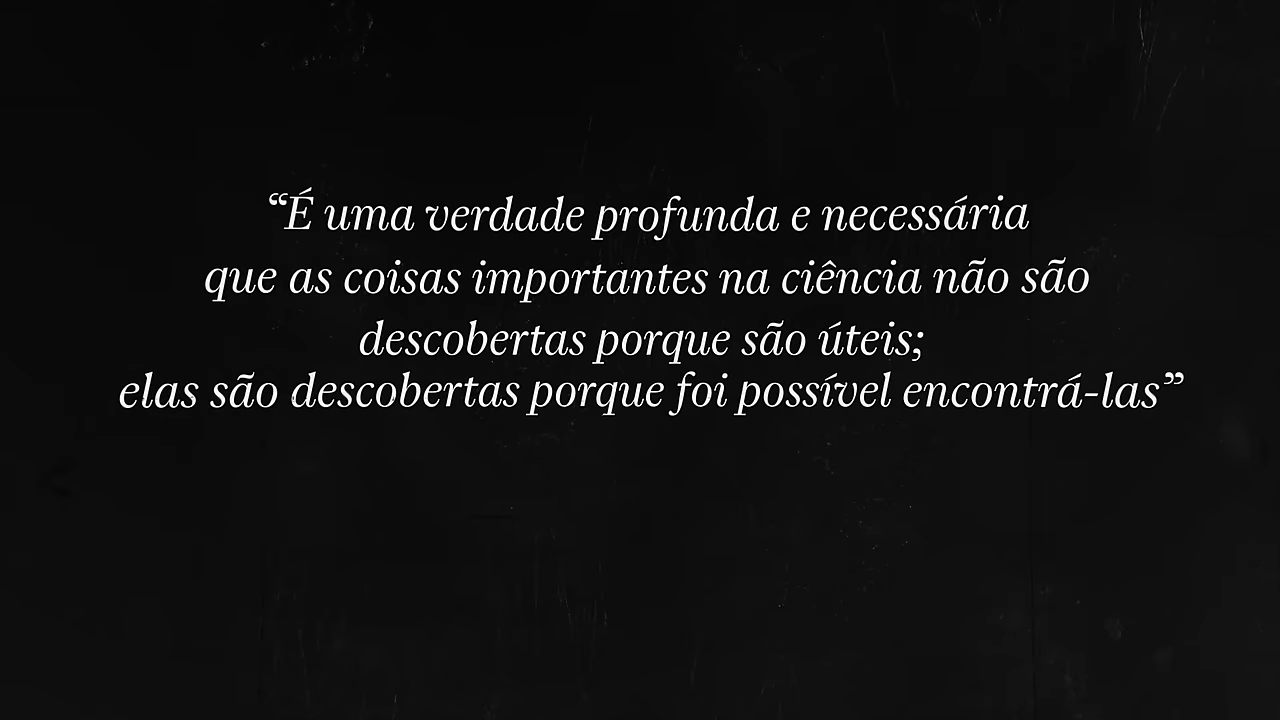 “É uma verdade profunda e necessária
que as coisas importantes na ciência não são
descobertas porque são úteis;
elas são descobertas porque foi possível encontrá-las”